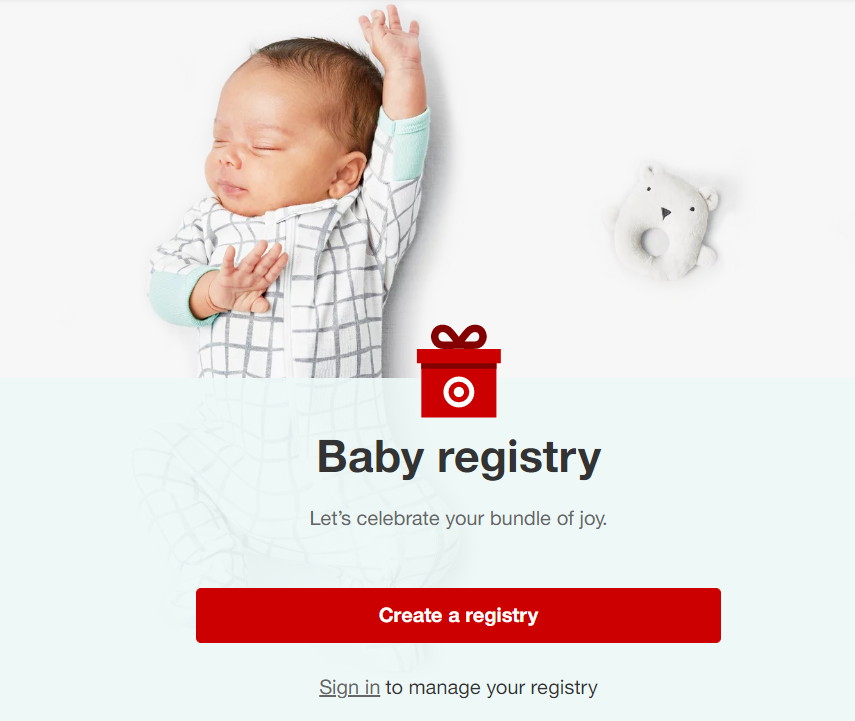 Baby registry
Let’s celebrate your bundle of joy.
Create a registry
Sign in to manage your registry